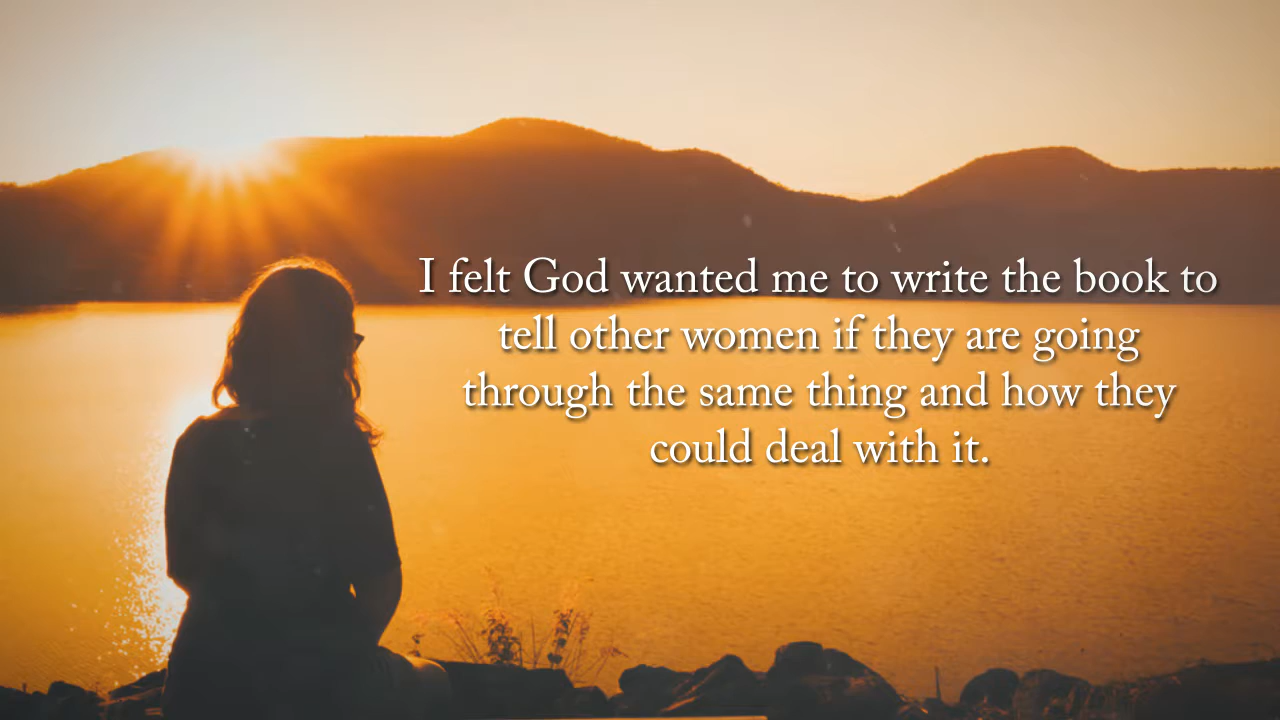 I felt God wanted me to write the book to
tell other women if they are going
through the same thing and how they
could deal with it.